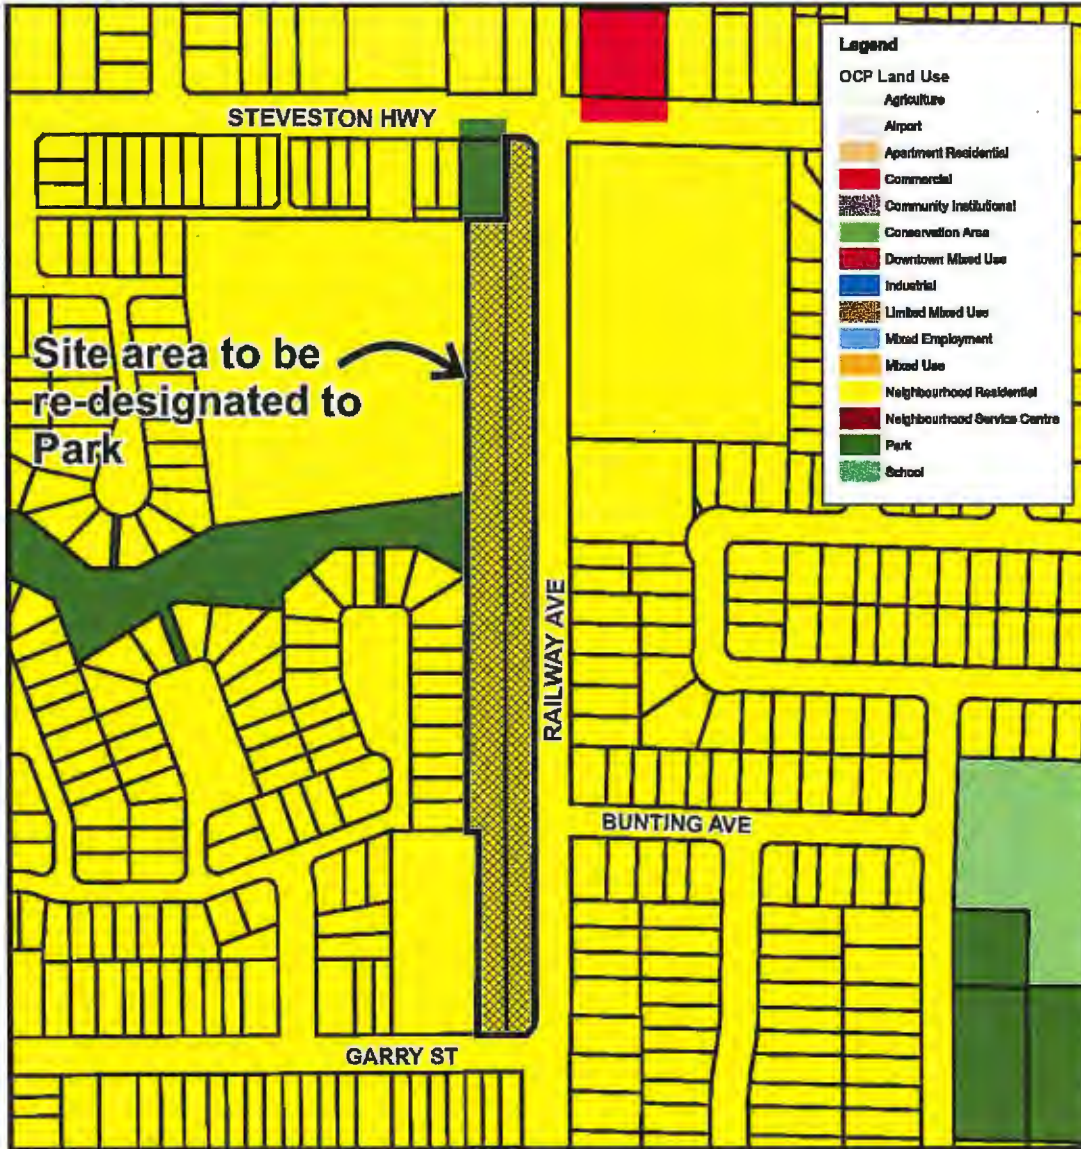 Legend
OCP Land Use
Agriculture
Airport
Apartment Residential
Commercial
Community Institutional
Conservation Area
Downtown Mixed Use
Industrial
Limited Mixed Use
Mixed Employment
Mixed Use
Neighbourhood Residential
Neighbourhood Service Centre
Park
School
STEVESTON HWY
Site area to be
re-designated to
Park
RAILWAY AVE
BUNTING AVE
GARRY ST